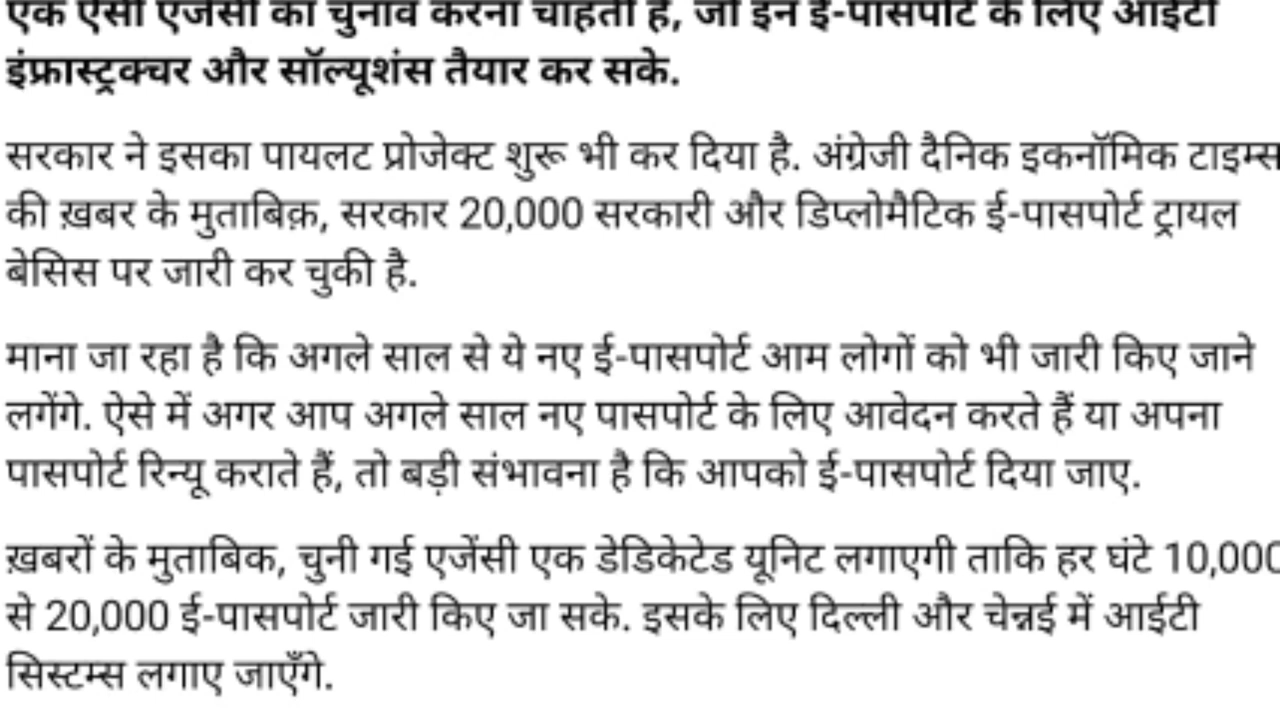 एक ऐसी एजेंसी का चुनाव करना चाहती है, जो इन ई-पासपोर्ट के लिए आईटी
इंफ्रास्ट्रक्चर और सॉल्यूशंस तैयार कर सके.
सरकार ने इसका पायलट प्रोजेक्ट शुरू भी कर दिया है. अंग्रेजी दैनिक इकनॉमिक टाइम्स
की ख़बर के मुताबिक़, सरकार 20,000 सरकारी और डिप्लोमैटिक ई-पासपोर्ट ट्रायल
बेसिस पर जारी कर चुकी है.
माना जा रहा है कि अगले साल से ये नए ई-पासपोर्ट आम लोगों को भी जारी किए जाने
लगेंगे. ऐसे में अगर आप अगले साल नए पासपोर्ट के लिए आवेदन करते हैं या अपना
पासपोर्ट रिन्यू कराते हैं, तो बड़ी संभावना है कि आपको ई-पासपोर्ट दिया जाए.
ख़बरों के मुताबिक, चुनी गई एजेंसी एक डेडिकेटेड यूनिट लगाएगी ताकि हर घंटे 10,000
से 20,000 ई-पासपोर्ट जारी किए जा सके. इसके लिए दिल्ली और चेन्नई में आईटी
सिस्टम्स लगाए जाएँगे.